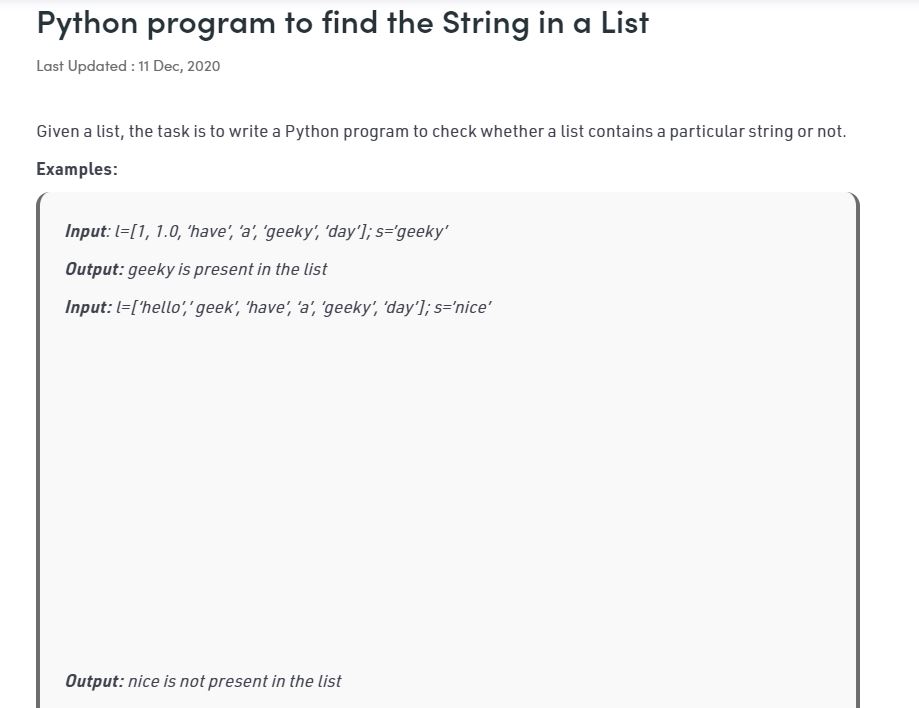 Python program to find the String in a List
Last Updated : 11 Dec, 2020
Given a list, the task is to write a Python program to check whether a list contains a particular string or not.
Examples:
Input: l=[1, 1.0, ‘have’, ‘a’, ‘geeky’, ‘day’]; s=’geeky’
Output: geeky is present in the list
Input: l=[‘hello’,’ geek’, ‘have’, ‘a’, ‘geeky’, ‘day’]; s=’nice’
Output: nice is not present in the list